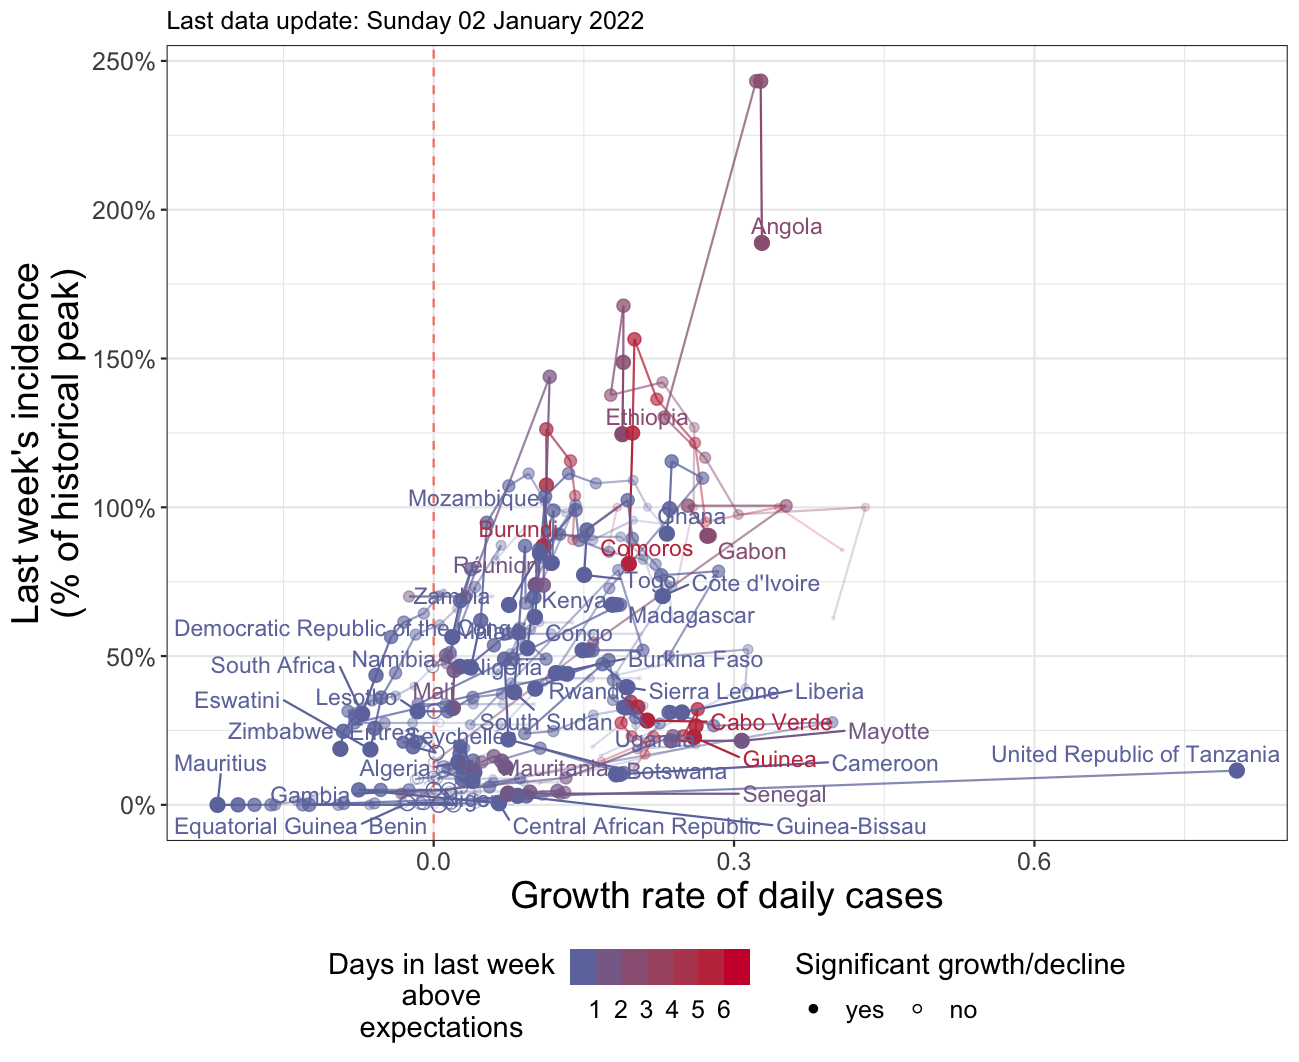 Last data update: Sunday 02 January 2022
Last week's incidence
(% of historical peak)
250%
200%
150%
100%
50%
0%
Angola
Ethiopia
Mozambique
Ghana
Burundi
Comoros
Gabon
Réunion
Togo
Côte d'Ivoire
Zambia
Kenya
Madagascar
Democratic Republic of the Congo
Malawi
Congo
South Africa
Namibia
Nigeria
Burkina Faso
Eswatini
Lesotho
Mali
Rwanda
Sierra Leone
Liberia
Zimbabwe
Eritrea
Seychelles
South Sudan
Uganda
Cabo Verde
Mayotte
Mauritius
Algeria
Mauritania
Botswana
Guinea
Cameroon
United Republic of Tanzania
Gambia
Niger
Senegal
Equatorial Guinea
Benin
Central African Republic
Guinea-Bissau
0.0
0.3
0.6
Growth rate of daily cases
Days in last week
above
expectations
1 2 3 4 5 6
Significant growth/decline
yes
no